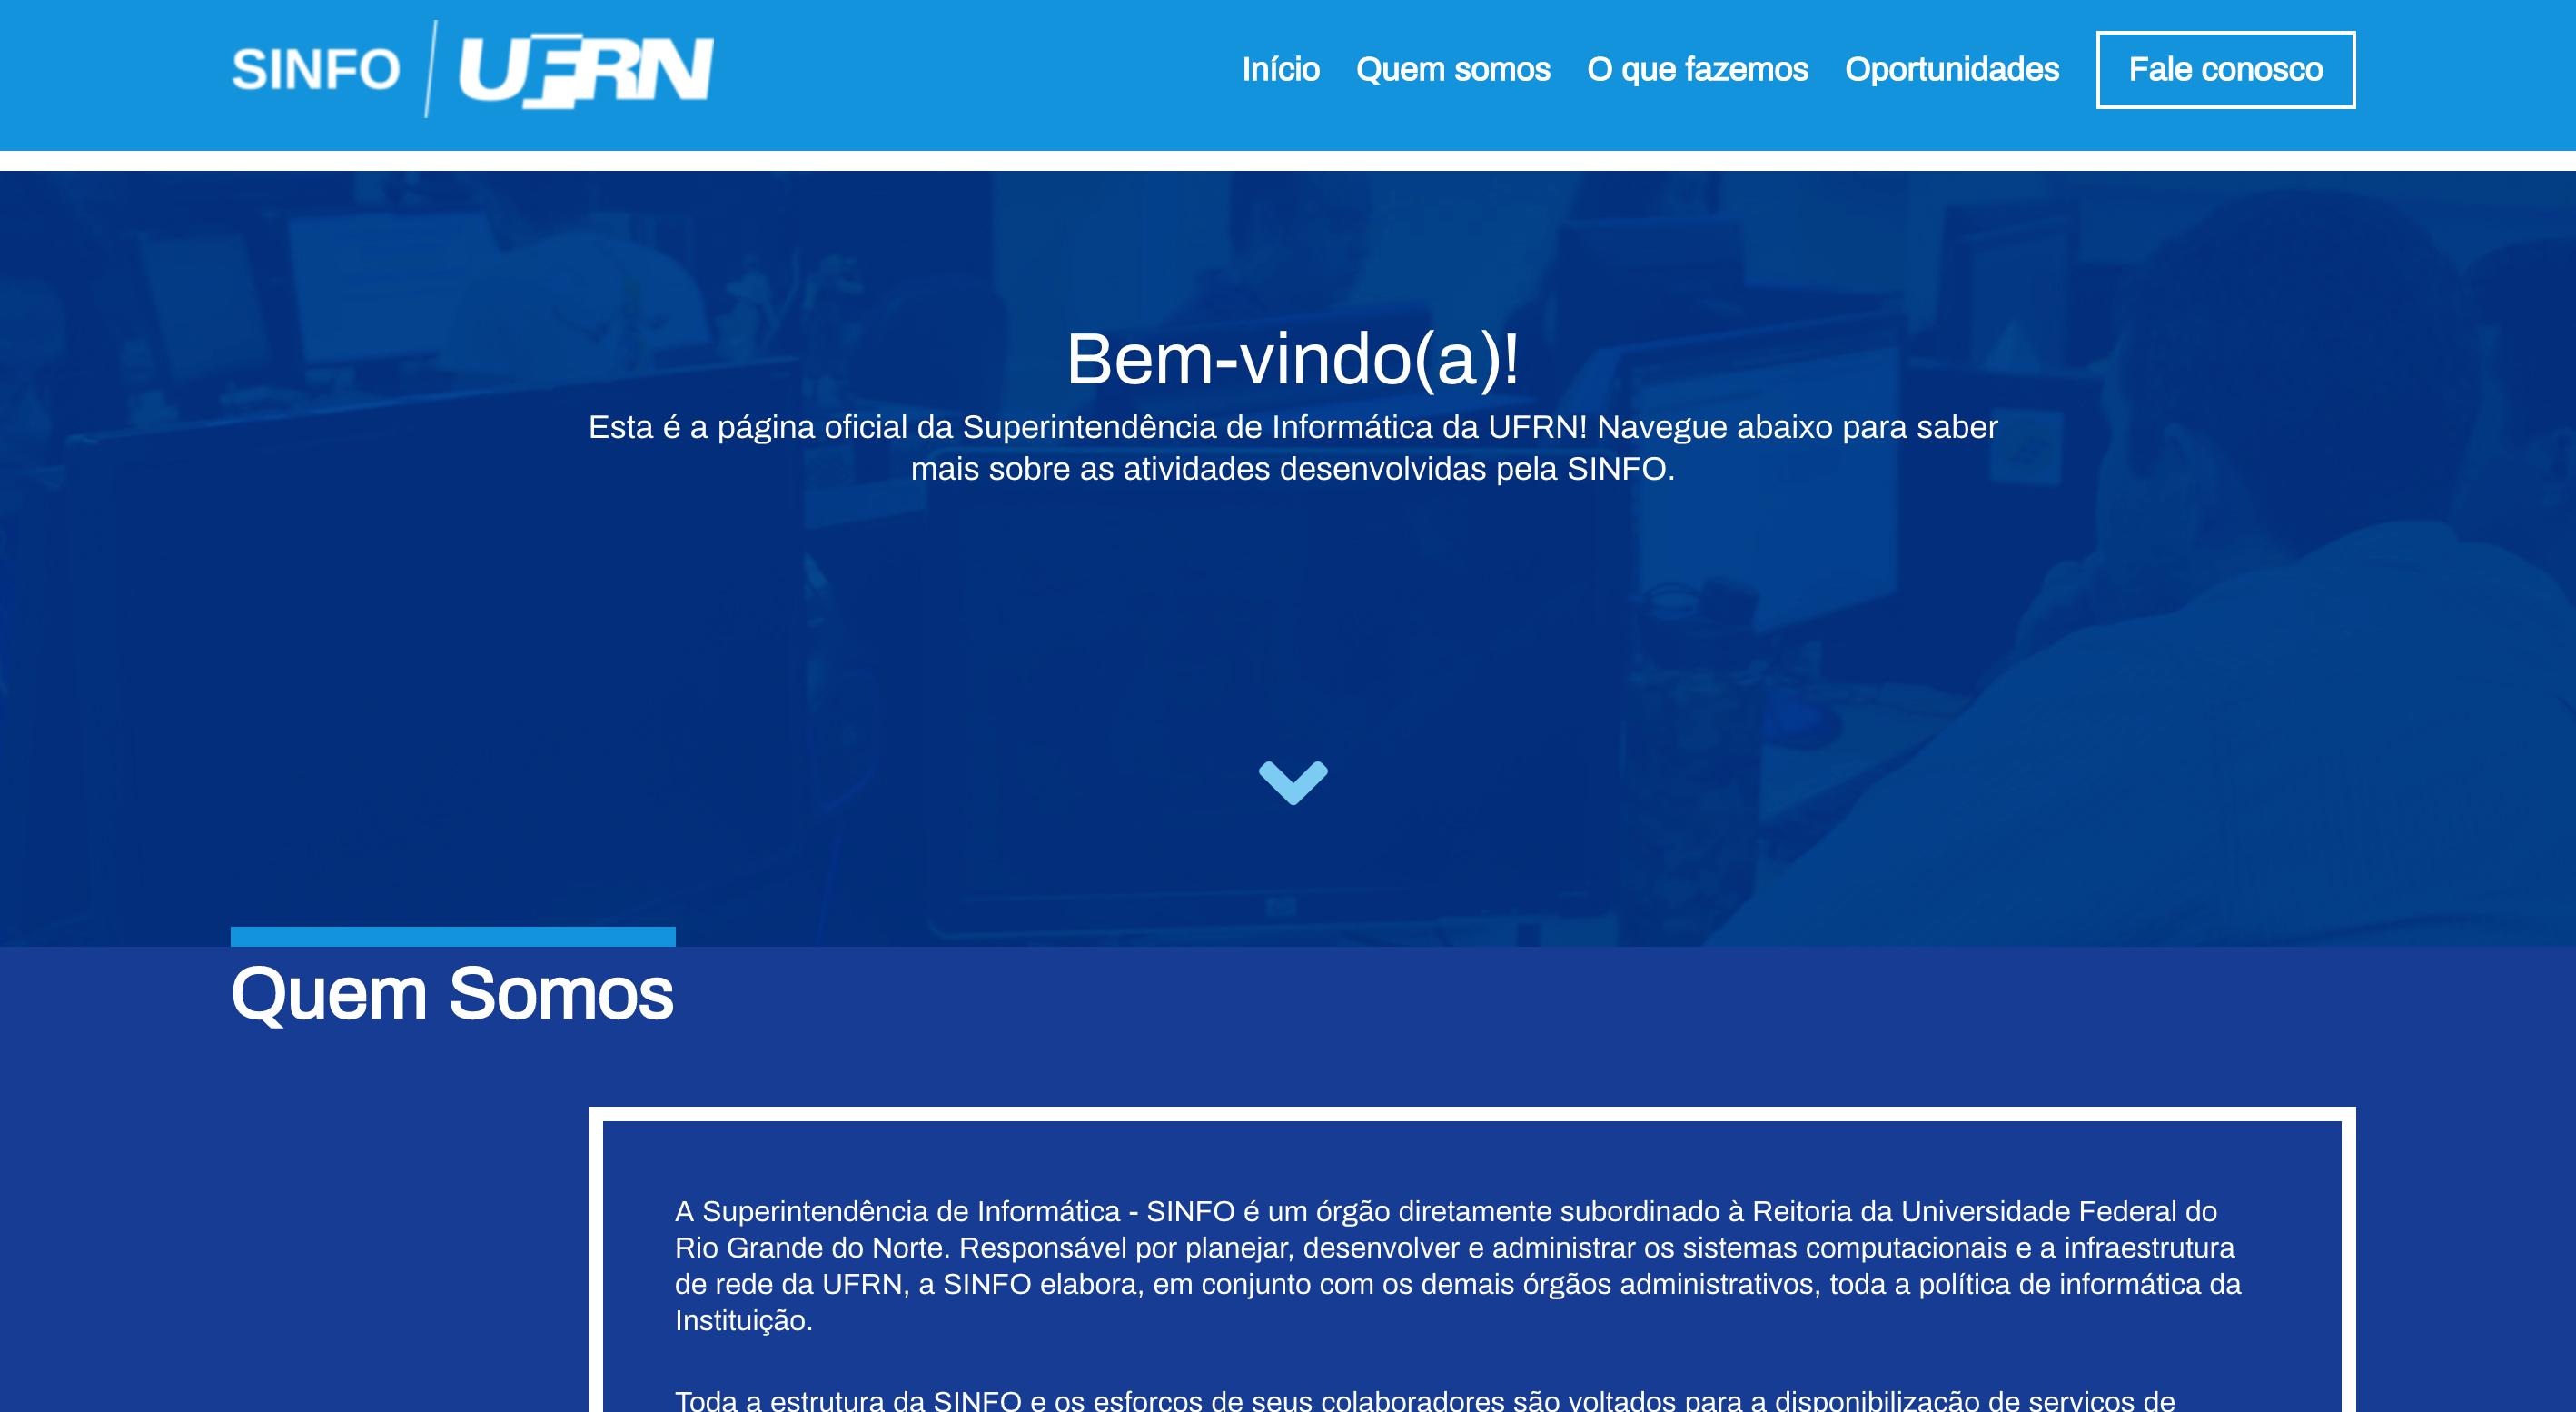 SINFO UFRN
Início Quem somos O que fazemos Oportunidades Fale conosco
Bem-vindo(a)!
Esta é a página oficial da Superintendência de Informática da UFRN! Navegue abaixo para saber
mais sobre as atividades desenvolvidas pela SINFO.
Quem Somos
A Superintendência de Informática - SINFO é um órgão diretamente subordinado à Reitoria da Universidade Federal do
Rio Grande do Norte. Responsável por planejar, desenvolver e administrar os sistemas computacionais e a infraestrutura
de rede da UFRN, a SINFO elabora, em conjunto com os demais órgãos administrativos, toda a política de informática da
Instituição.
Toda a estrutura da SINFO e os esforços de seus colaboradores são voltados para a disponibilização de serviços de